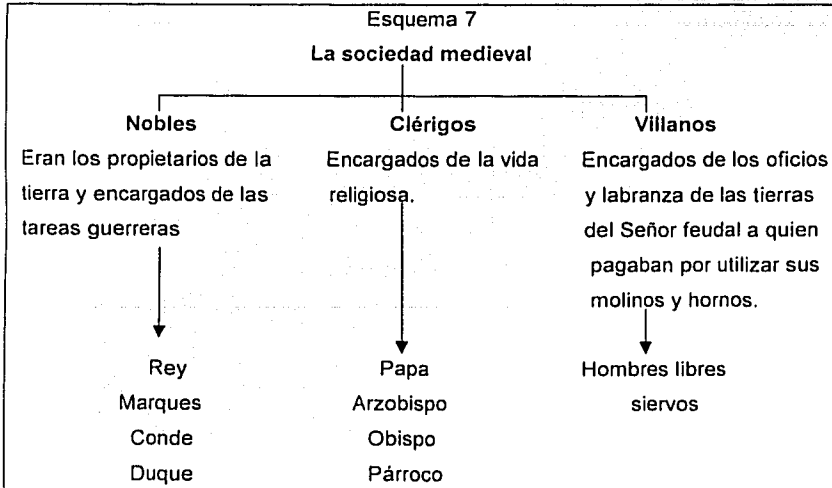 Esquema 7
La sociedad medieval
Nobles
Eran los propietarios de la
tierra y encargados de las
tareas guerreras
Rey
Marques
Conde
Duque
Clérigos
Encargados de la vida
religiosa.
Papa
Arzobispo
Obispo
Párroco
Villanos
Encargados de los oficios
y labranza de las tierras
del Señor feudal a quien
pagaban por utilizar sus
molinos y hornos.
Hombres libres
siervos